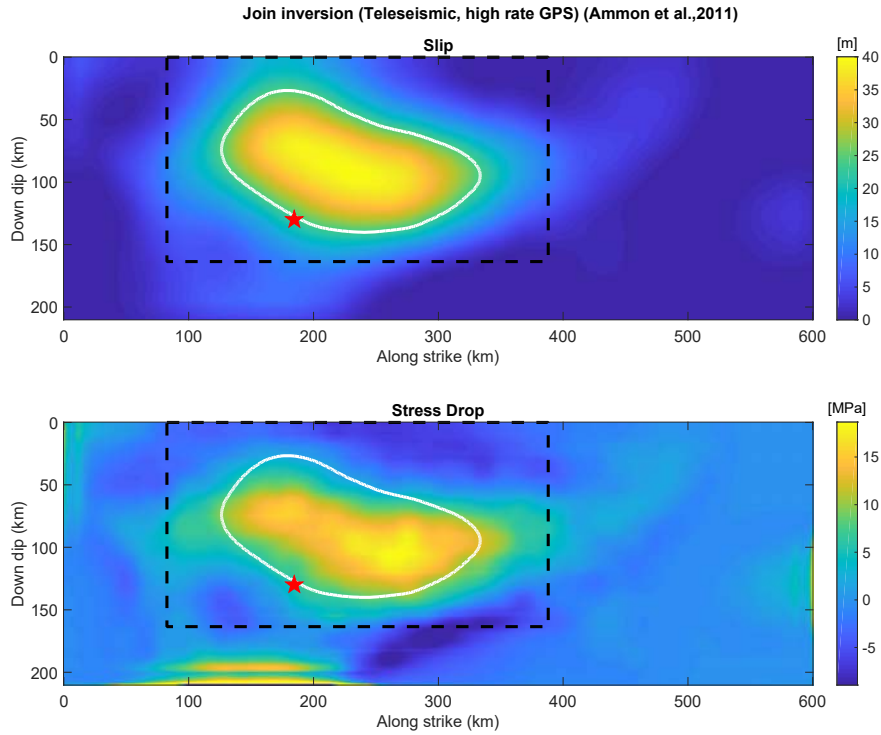 Join inversion (Teleseismic, high rate GPS) (Ammon et al.,2011)
Slip
[m]
0
50
100
150
200
Down dip (km)
0 100 200 300 400 500 600
Along strike (km)
40
35
30
25
20
15
10
5
0
Stress Drop
[MPa]
0
50
100
150
200
Down dip (km)
0 100 200 300 400 500 600
Along strike (km)
15
10
5
0
-5